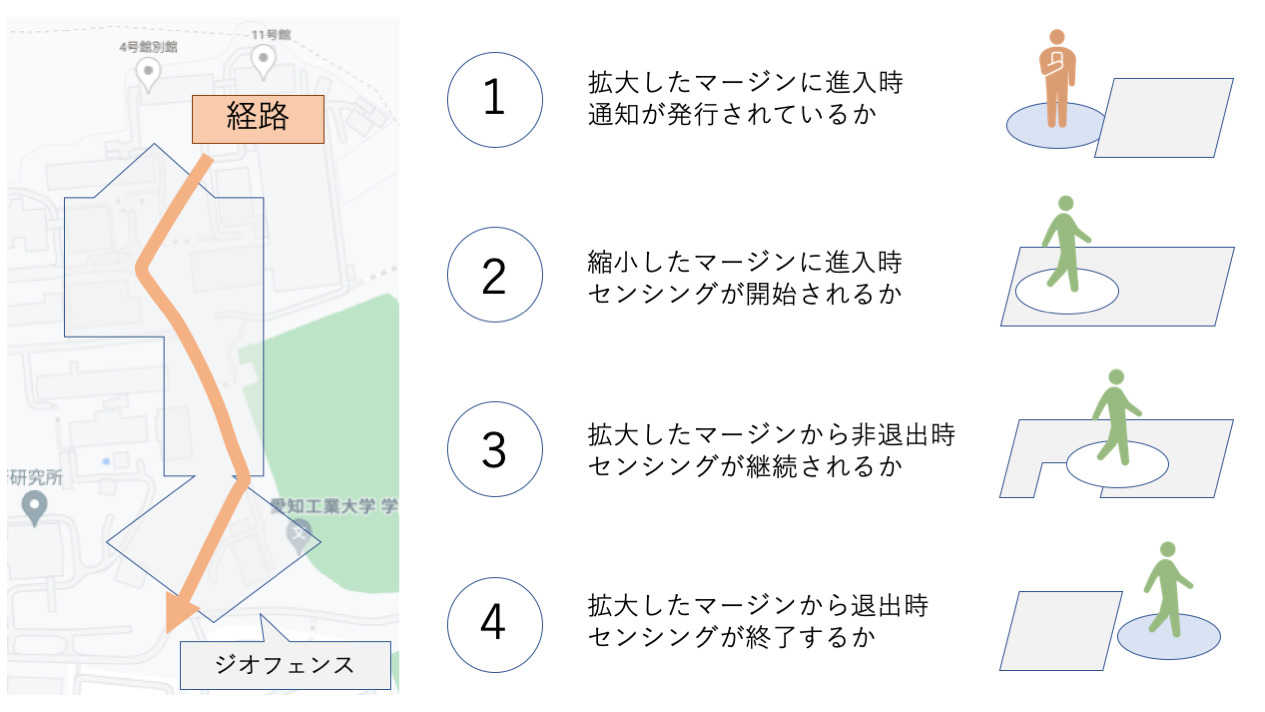 4号館別館
11号館
経路
研究所
愛知工業大学 学
文
ジオフェンス
1
拡大したマージンに進入時
通知が発行されているか
2
縮小したマージンに進入時
センシングが開始されるか
3
拡大したマージンから非退出時
センシングが継続されるか
4
拡大したマージンから退出時
センシングが終了するか